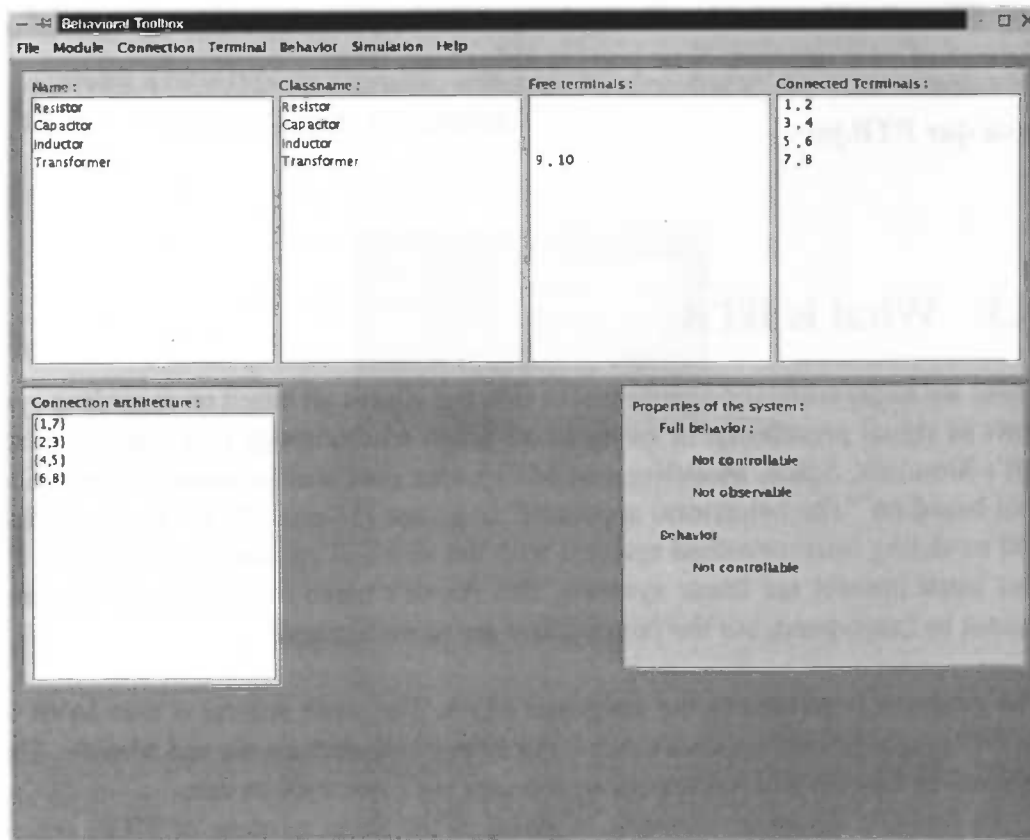 Behavioral Toolbox
File Module Connection Terminal Behavior Simulation Help
Name :
Resistor
Capacitor
Inductor
Transformer
Classname :
Resistor
Capacitor
Inductor
Transformer
Free terminals :
9 , 10
Connected Terminals :
1 , 2
3 , 4
5 , 6
7 , 8
Connection architecture :
{1,7}
{2,3}
{4,5}
{6,8}
Properties of the system :
Full behavior :
Not controllable
Not observable
Behavior
Not controllable